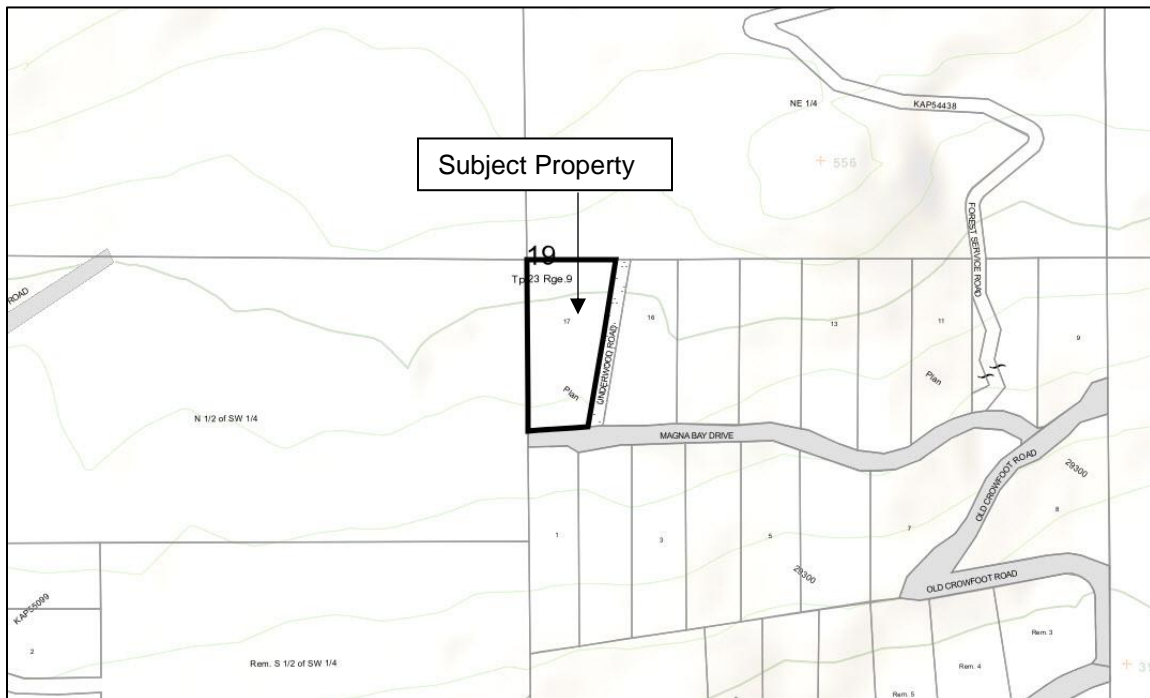 NE 1/4
KAP54438
Subject Property
556
19
Tp 23 Rge.9
FOREST SERVICE ROAD
ROAD
17
16
13
11
9
UNDERWOOD ROAD
Plan
Plan
N 1/2 of SW 1/4
MAGNA BAY DRIVE
OLD CROWFOOT ROAD
29300
8
1
3
5
7
29300
OLD CROWFOOT ROAD
KAP55099
2
Rem. S 1/2 of SW 1/4
Rem. 3
Rem. 4
Rem. 5